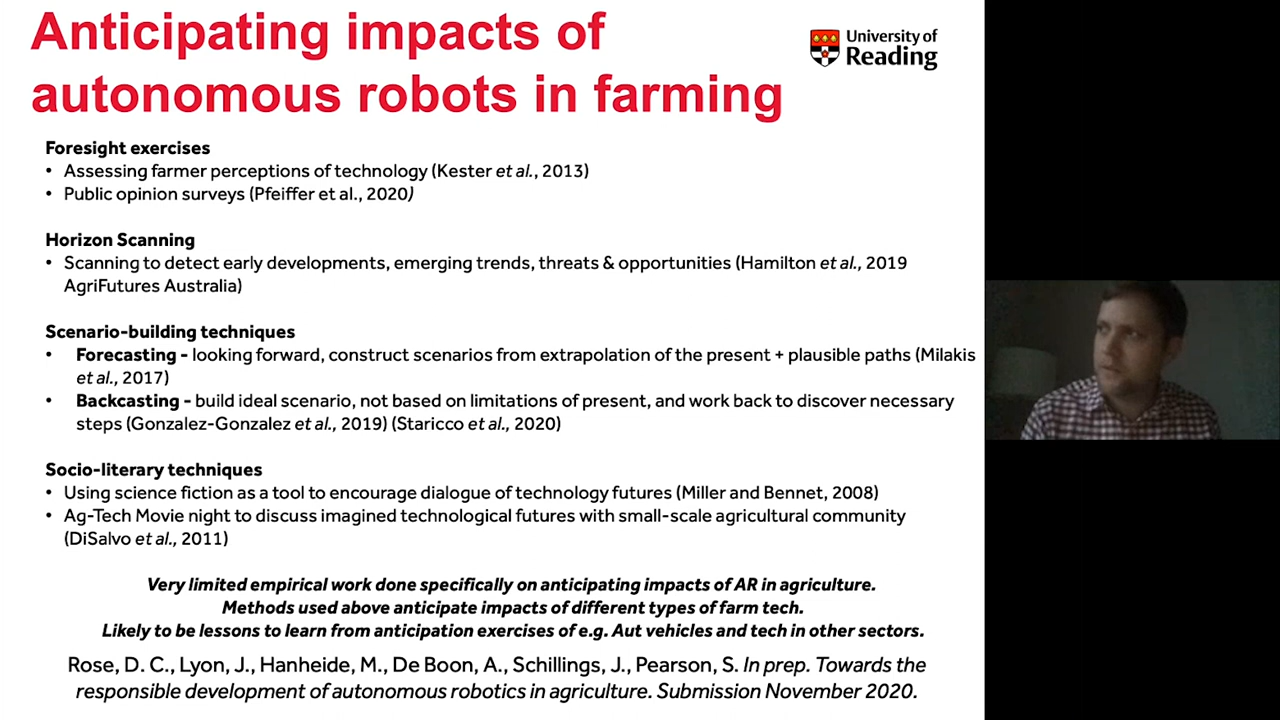 Anticipating impacts of
autonomous robots in farming
University of
Reading
Foresight exercises
• Assessing farmer perceptions of technology (Kester et al., 2013)
• Public opinion surveys (Pfeiffer et al., 2020)
Horizon Scanning
• Scanning to detect early developments, emerging trends, threats & opportunities (Hamilton et al., 2019
AgriFutures Australia)
Scenario-building techniques
• Forecasting - looking forward, construct scenarios from extrapolation of the present + plausible paths (Milakis
et al., 2017)
• Backcasting - build ideal scenario, not based on limitations of present, and work back to discover necessary
steps (Gonzalez-Gonzalez et al., 2019) (Staricco et al., 2020)
Socio-literary techniques
• Using science fiction as a tool to encourage dialogue of technology futures (Miller and Bennet, 2008)
• Ag-Tech Movie night to discuss imagined technological futures with small-scale agricultural community
(DiSalvo et al., 2011)
Very limited empirical work done specifically on anticipating impacts of AR in agriculture.
Methods used above anticipate impacts of different types of farm tech.
Likely to be lessons to learn from anticipation exercises of e.g. Aut vehicles and tech in other sectors.
Rose, D. C., Lyon, J., Hanheide, M., De Boon, A., Schillings, J., Pearson, S. In prep. Towards the
responsible development of autonomous robotics in agriculture. Submission November 2020.